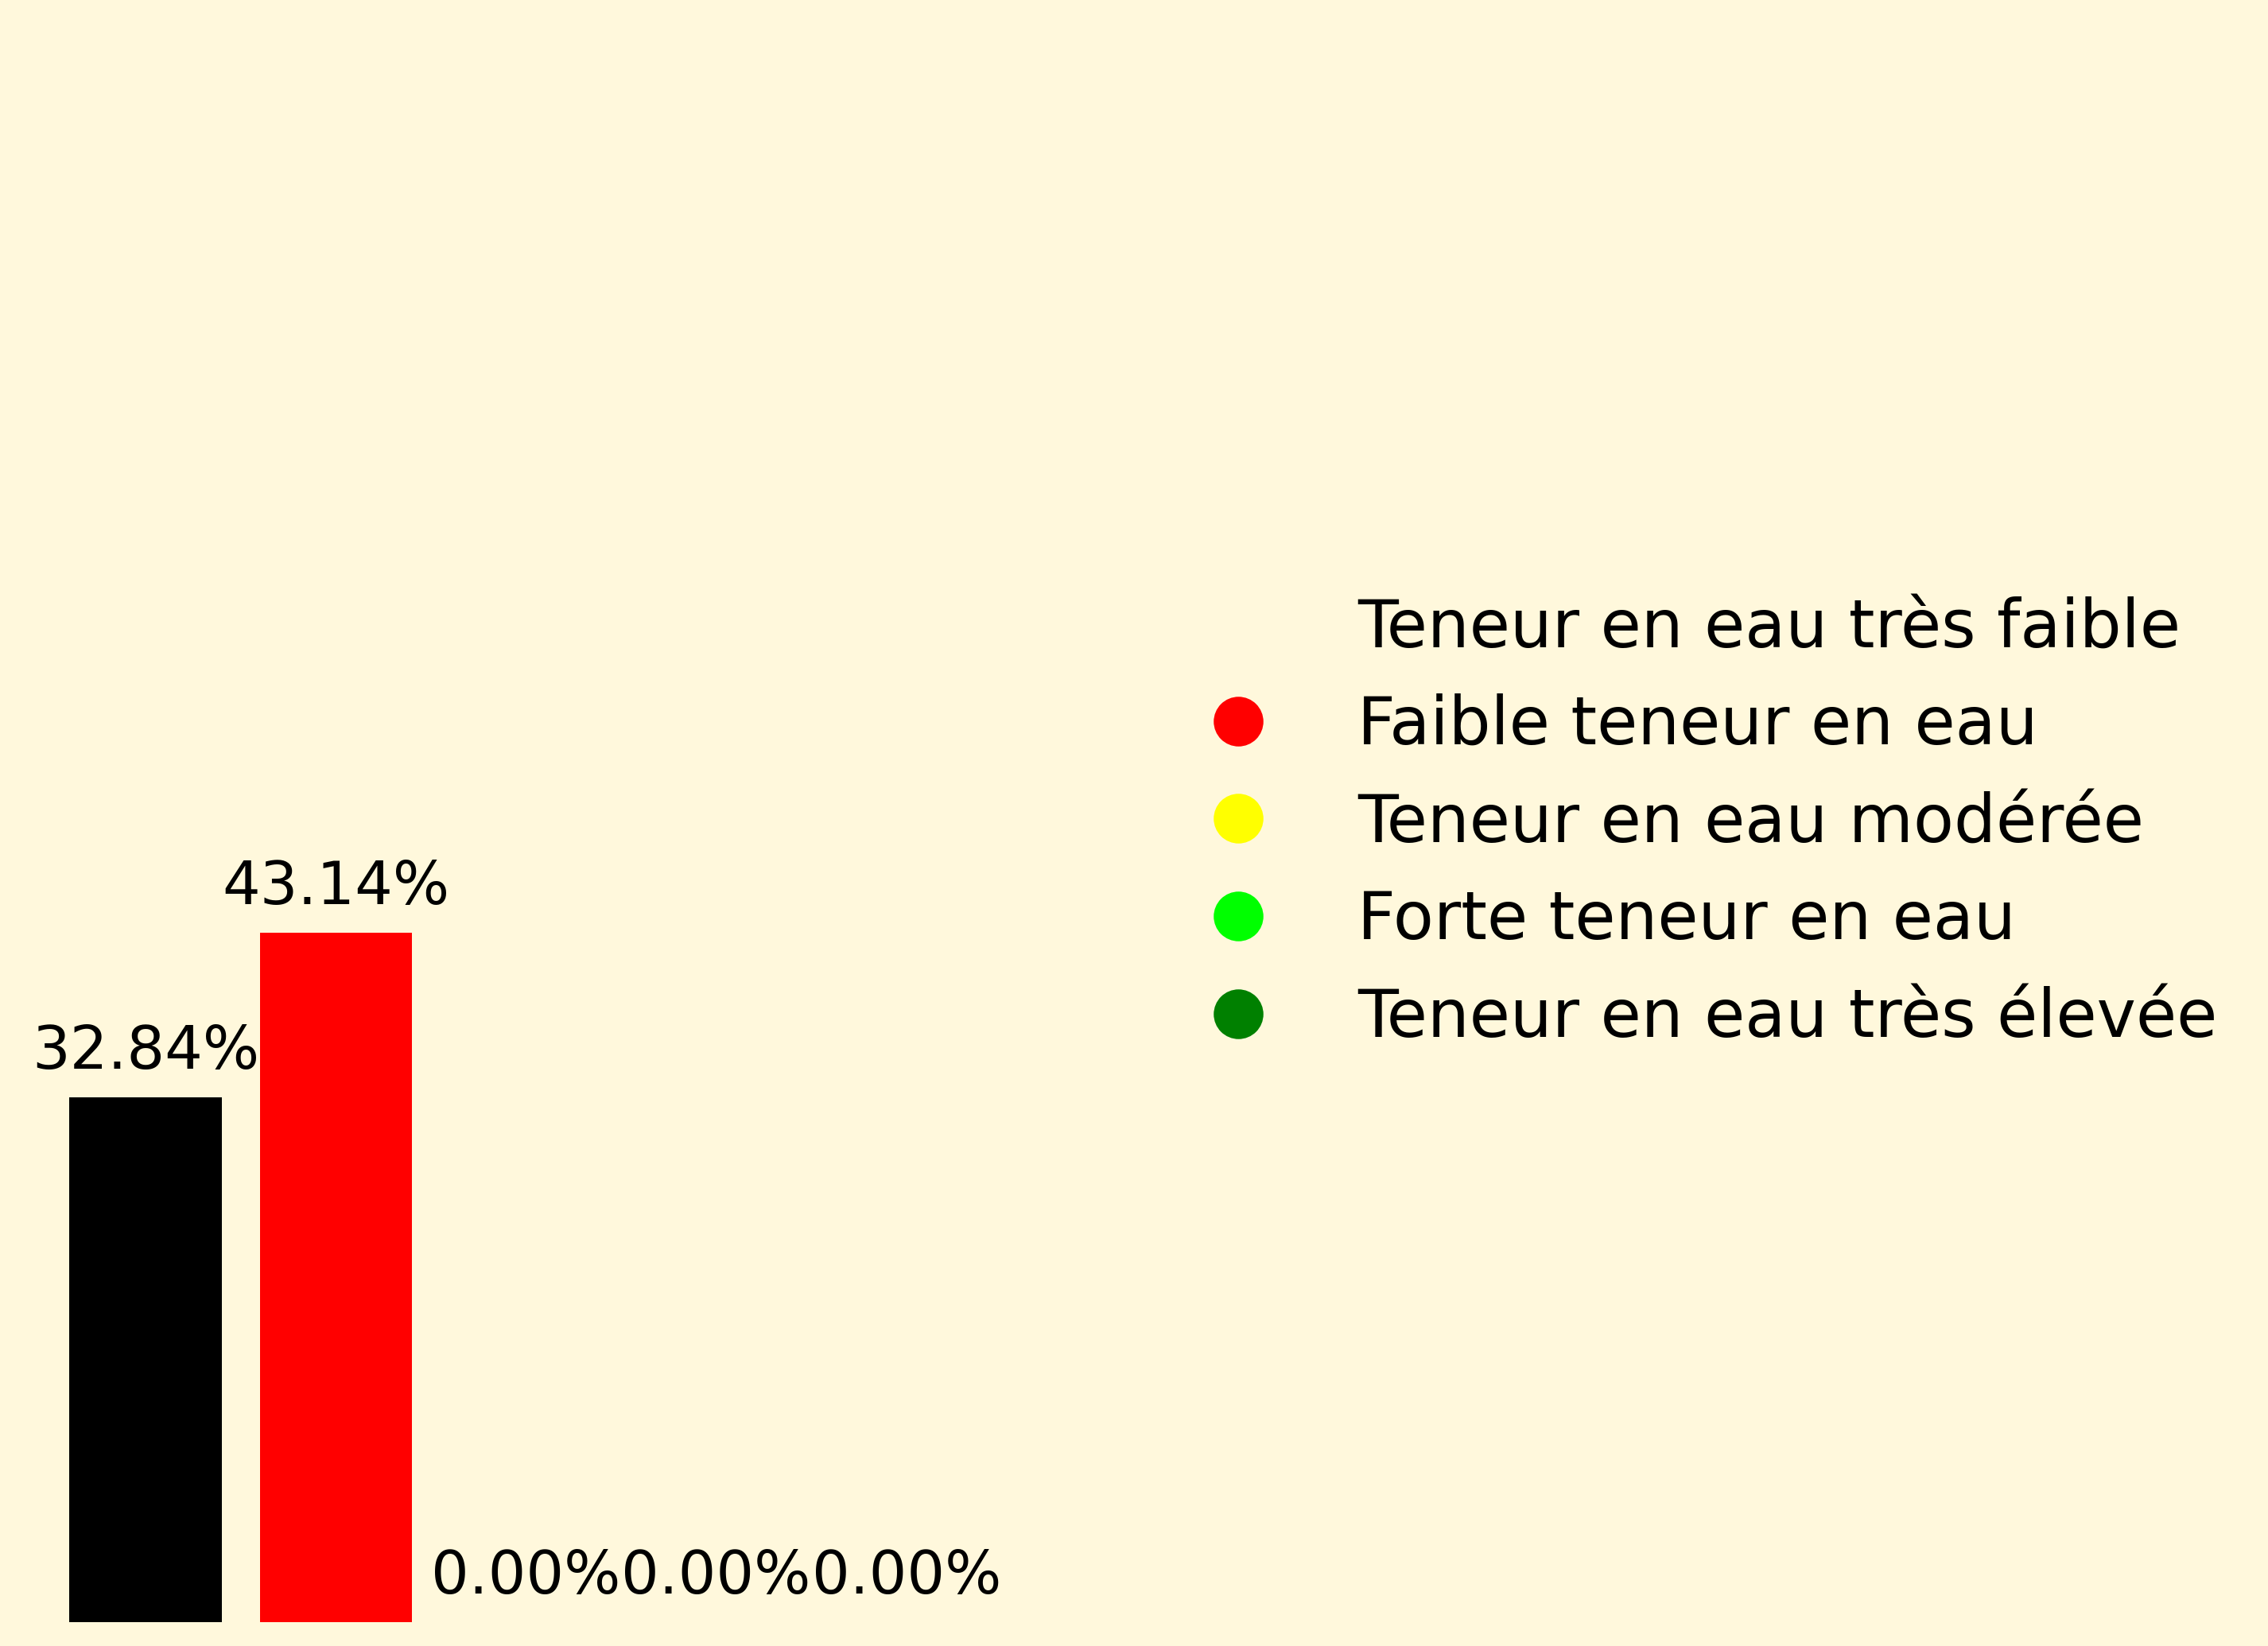 Teneur en eau très faible
Faible teneur en eau
Teneur en eau modérée
Forte teneur en eau
Teneur en eau très élevée
43.14%
32.84%
0.00%0.00%0.00%